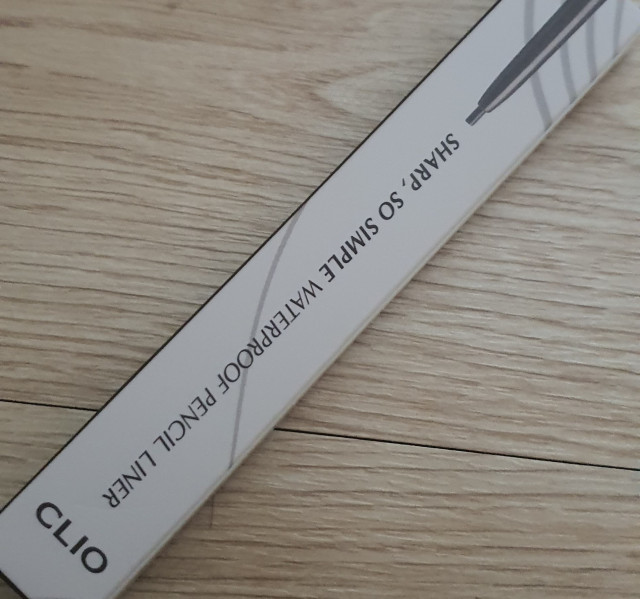 SHARP, SO SIMPLE WATERPROOF PENCIL LINER
CLIO